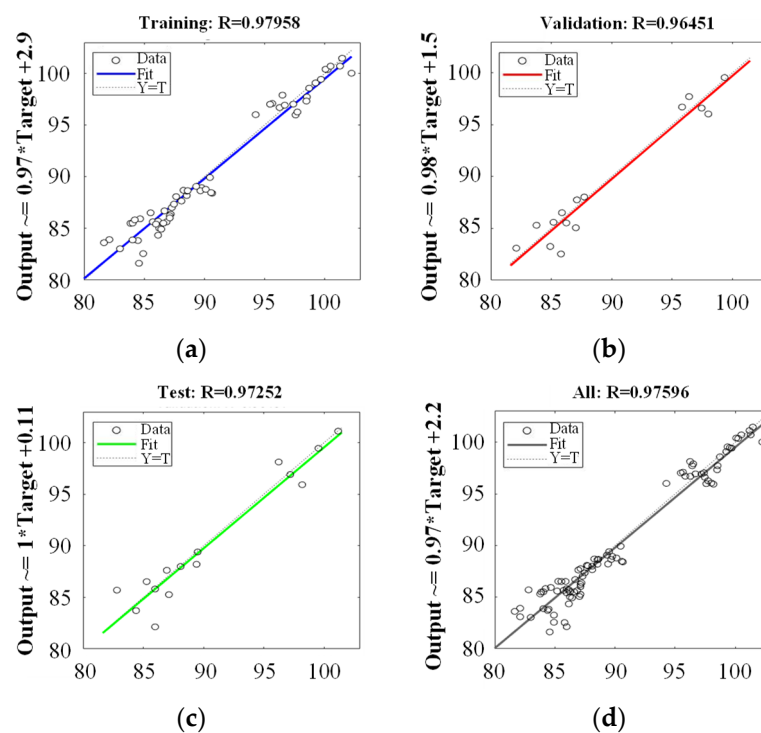 Training: R=0.97958
Output ~= 0.97*Target +2.9
Data
Fit
Y=T
100
95
90
85
80
80 85 90 95 100
(a)
Validation: R=0.96451
Output ~= 0.98*Target +1.5
Data
Fit
Y=T
100
95
90
85
80
80 85 90 95 100
(b)
Test: R=0.97252
Output ~= 1*Target +0.11
Data
Fit
Y=T
100
95
90
85
80
80 85 90 95 100
(c)
All: R=0.97596
Output ~= 0.97*Target +2.2
Data
Fit
Y=T
100
95
90
85
80
80 85 90 95 100
(d)